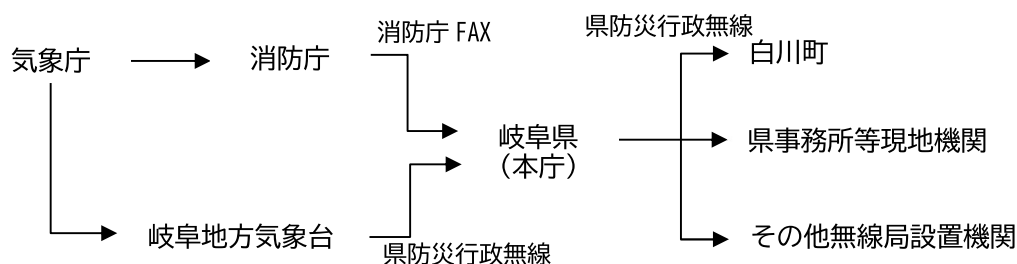 気象庁
消防庁
消防庁 FAX
県防災行政無線
白川町
岐阜県
（本庁）
県事務所等現地機関
岐阜地方気象台
県防災行政無線
その他無線局設置機関